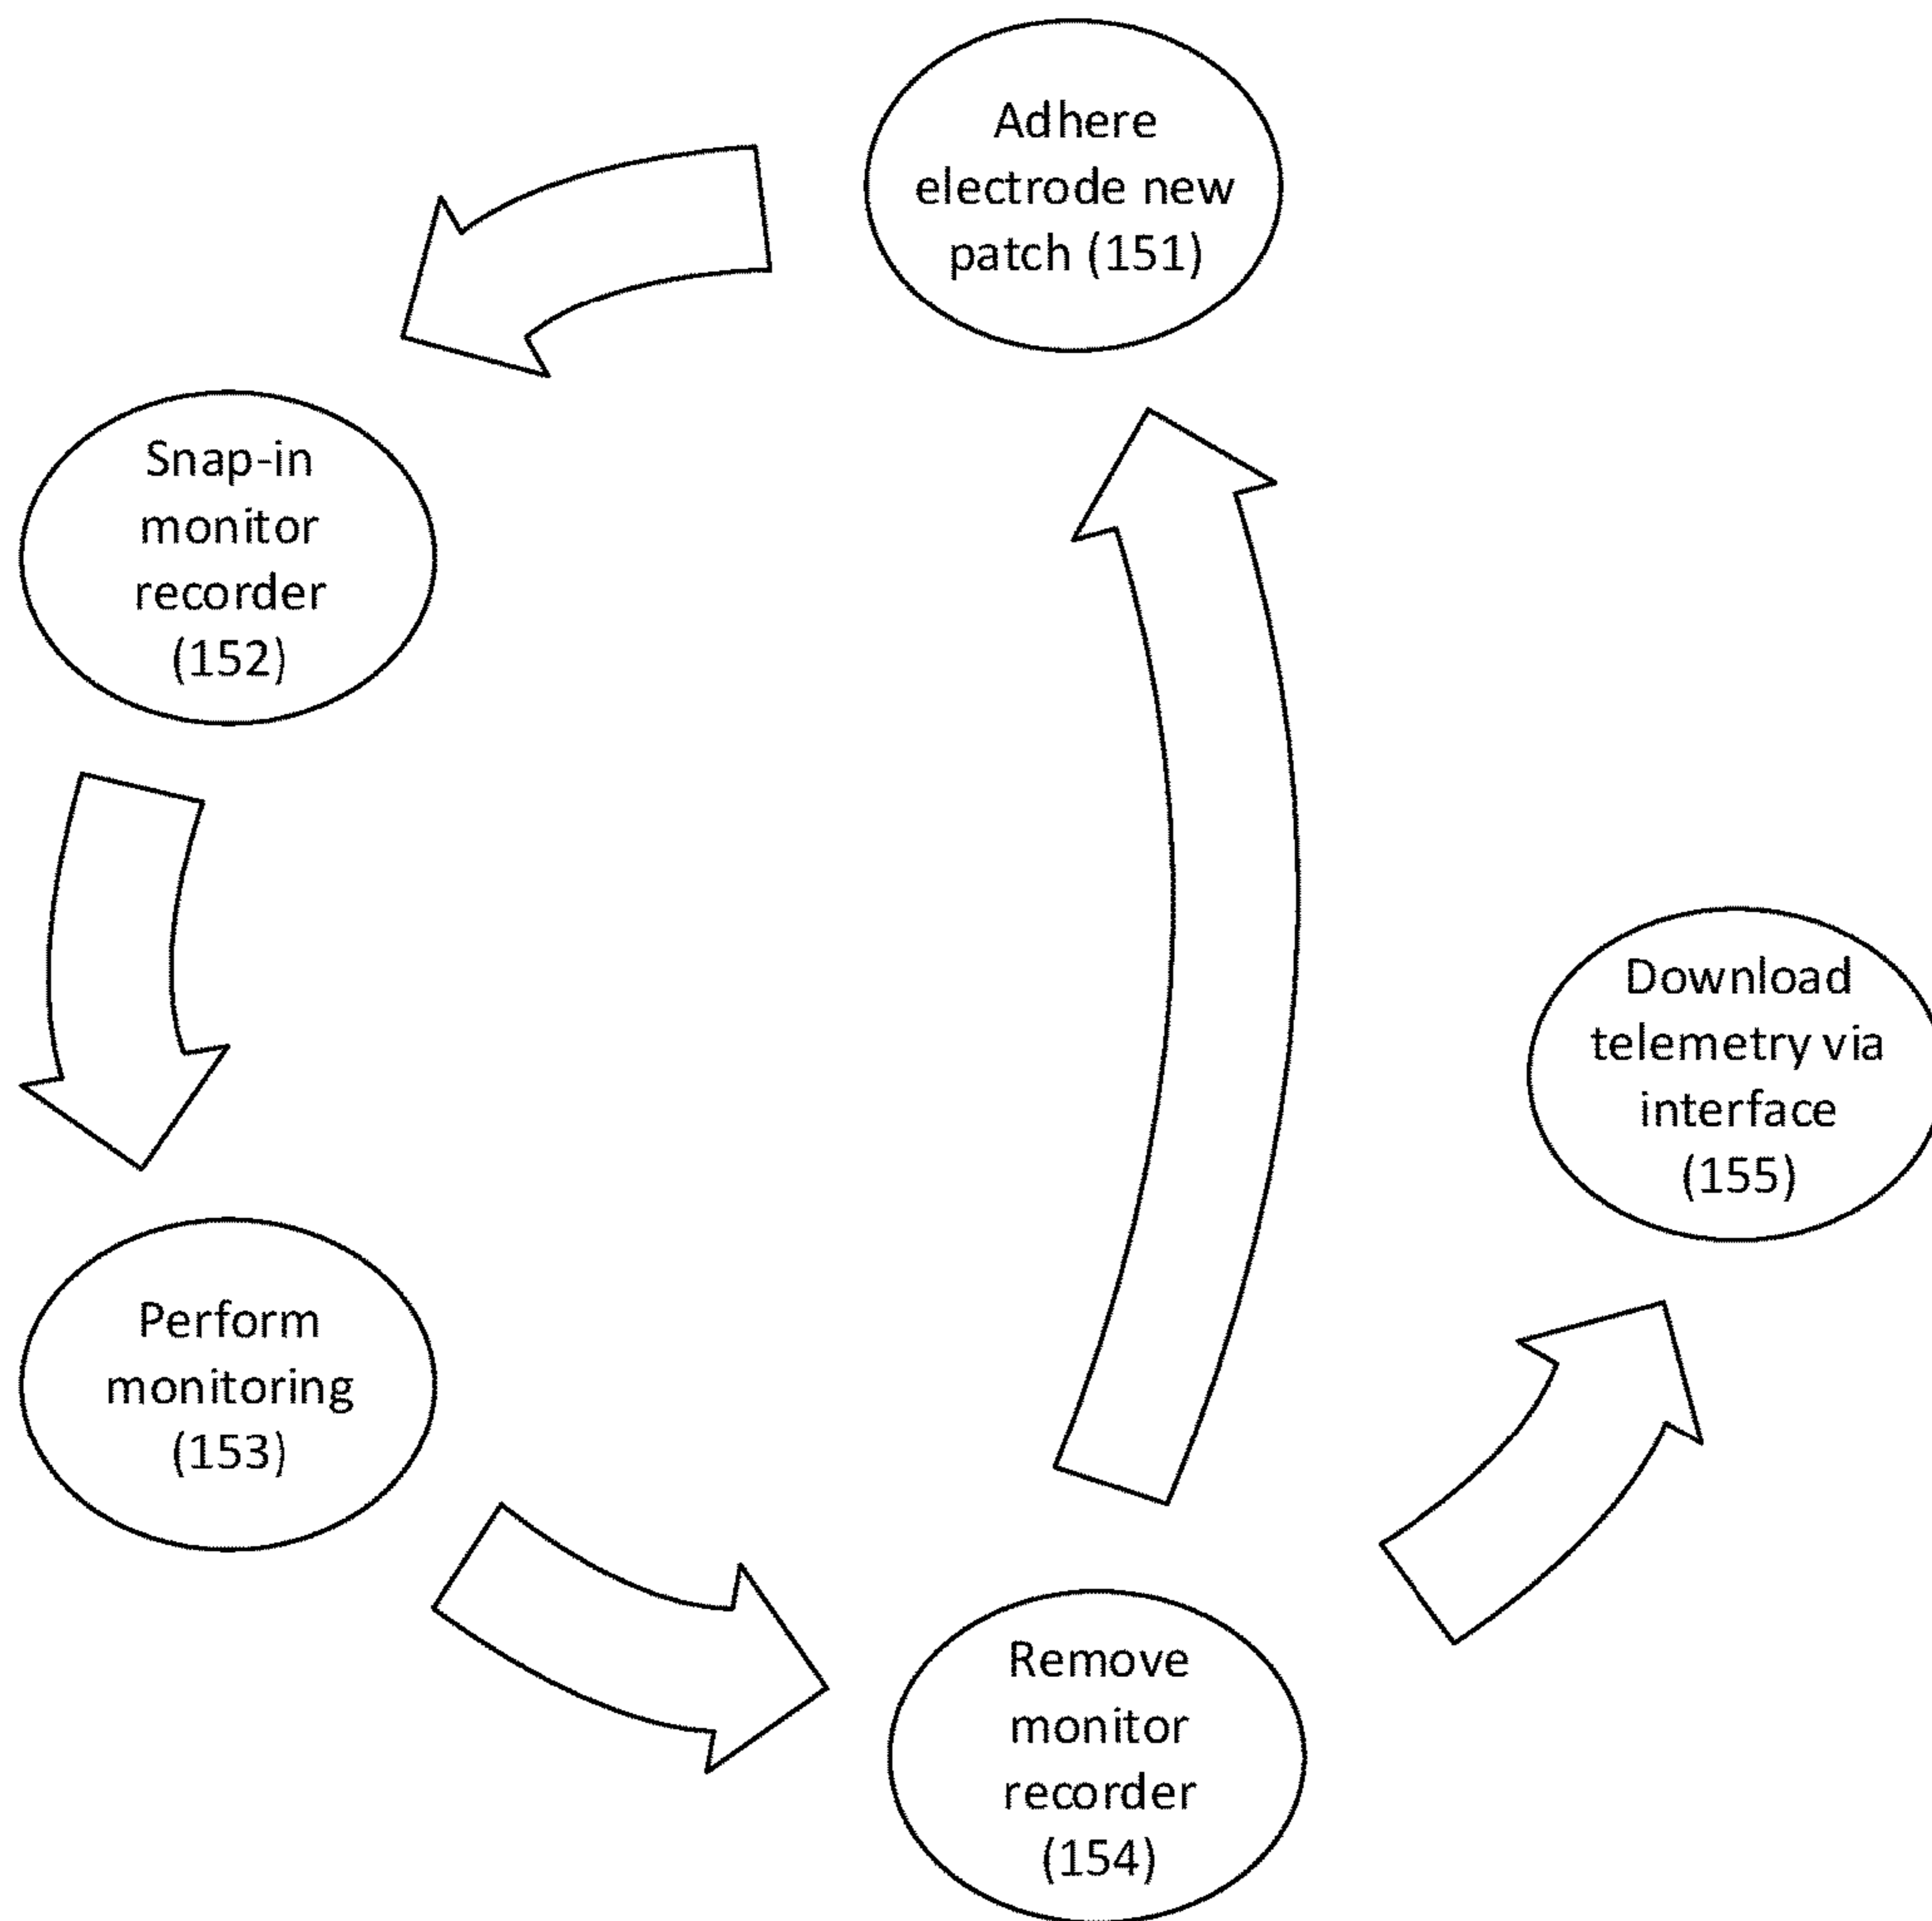 Adhere
electrode new
patch (151)
Snap-in
monitor
recorder
(152)
Perform
monitoring
(153)
Remove
monitor
recorder
(154)
Download
telemetry via
interface
(155)